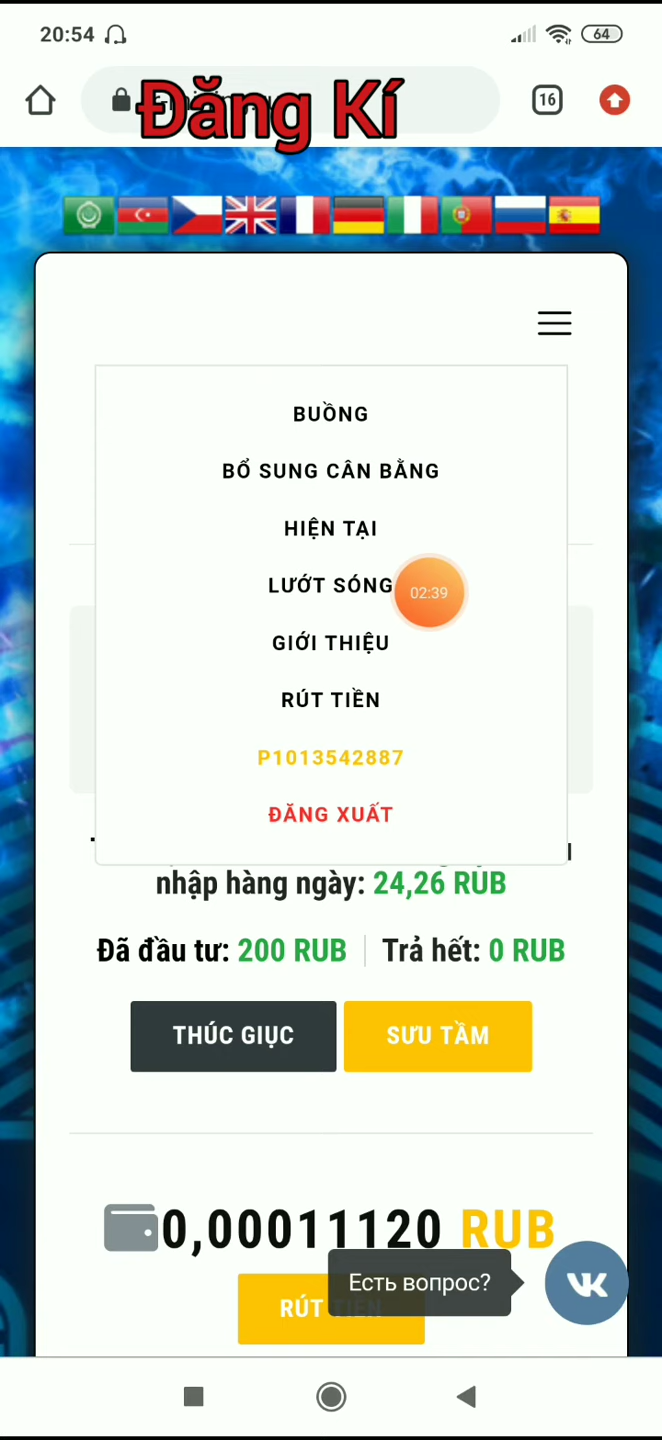 20:54
64
Đăng Kí
16
BUỒNG
BỔ SUNG CÂN BẰNG
HIỆN TẠI
LƯỚT SÓNG
02:39
GIỚI THIỆU
RÚT TIỀN
P1013542887
ĐĂNG XUẤT
nhập hàng ngày: 24,26 RUB
Đã đầu tư: 200 RUB Trả hết: 0 RUB
THÚC GIỤC SƯU TẦM
0,00011120 RUB
Есть вопрос?
RÚT